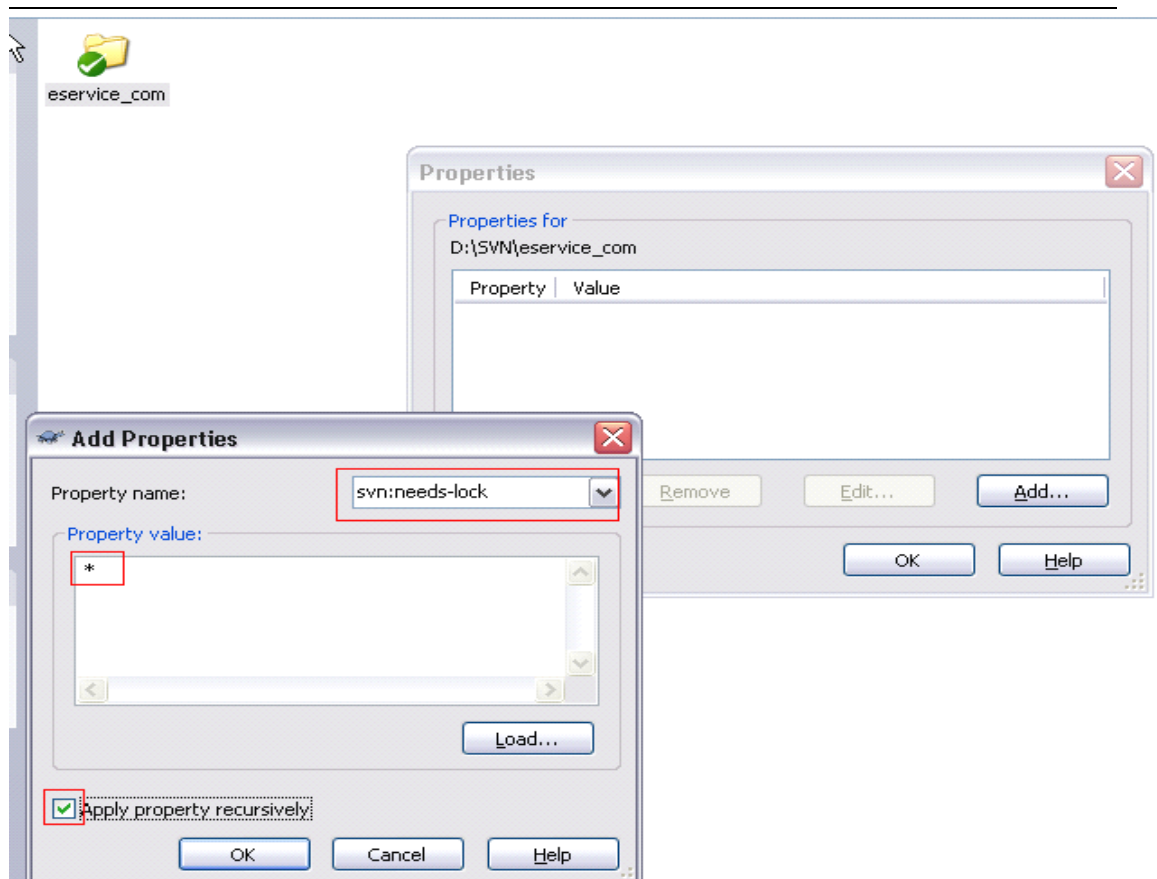 eservice_com
Properties
Properties for
D:\SVN\eservice_com
Property Value
Remove Edit... Add...
OK Help
Add Properties
Property name: svn:needs-lock
Property value:
*
Load...
Apply property recursively
OK Cancel Help